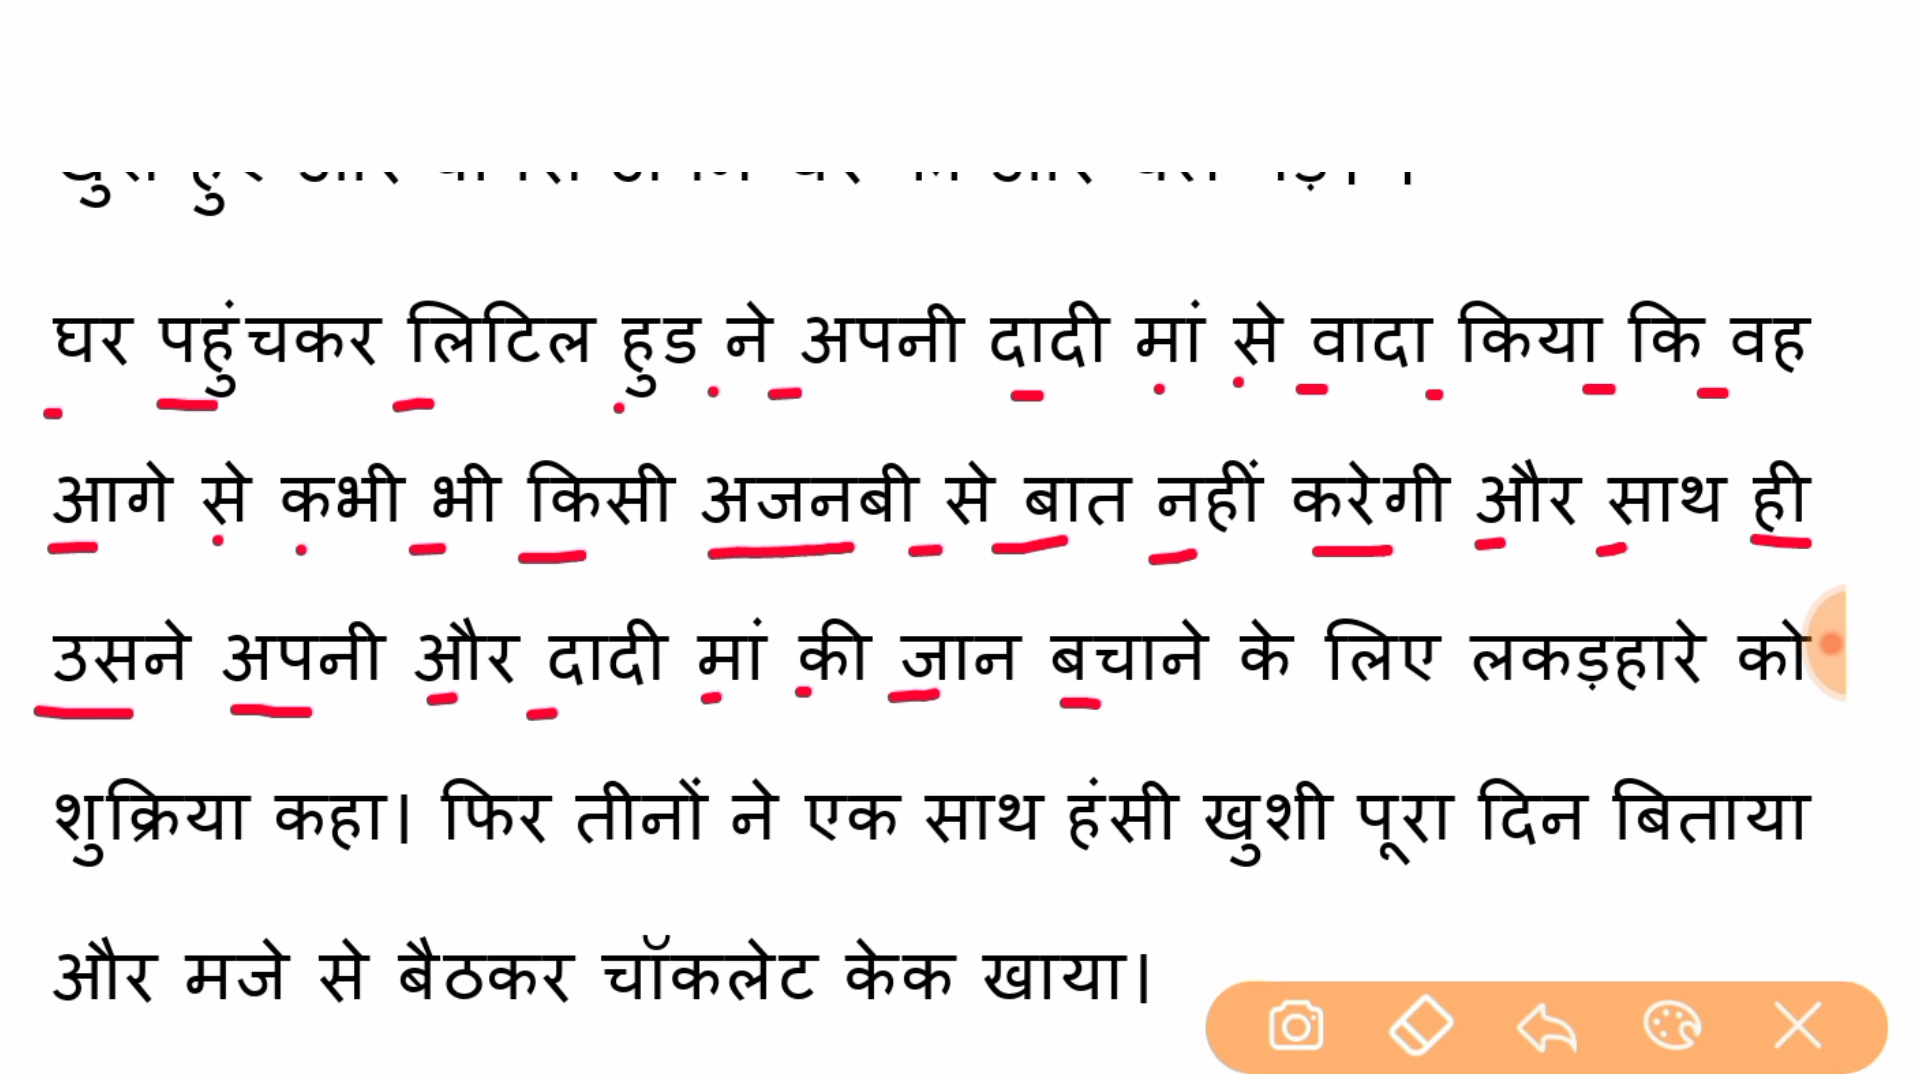 घर पहुंचकर लिटिल हुड ने अपनी दादी मां से वादा किया कि वह
आगे से कभी भी किसी अजनबी से बात नहीं करेगी और साथ ही
उसने अपनी और दादी मां की जान बचाने के लिए लकड़हारे को
शुक्रिया कहा। फिर तीनों ने एक साथ हंसी खुशी पूरा दिन बिताया
और मजे से बैठकर चॉकलेट केक खाया।